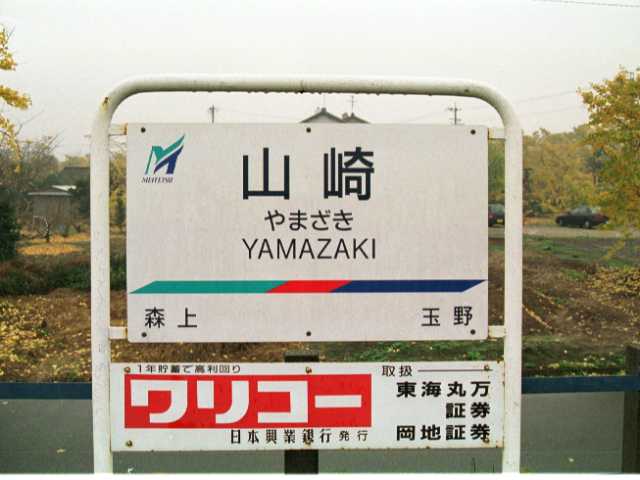 MEITETSU
山崎
やまざき
YAMAZAKI
森上 玉野
1年貯蓄で高利回り 取扱
ワリコー 東海丸万
証券
日本興業銀行発行 岡地証券